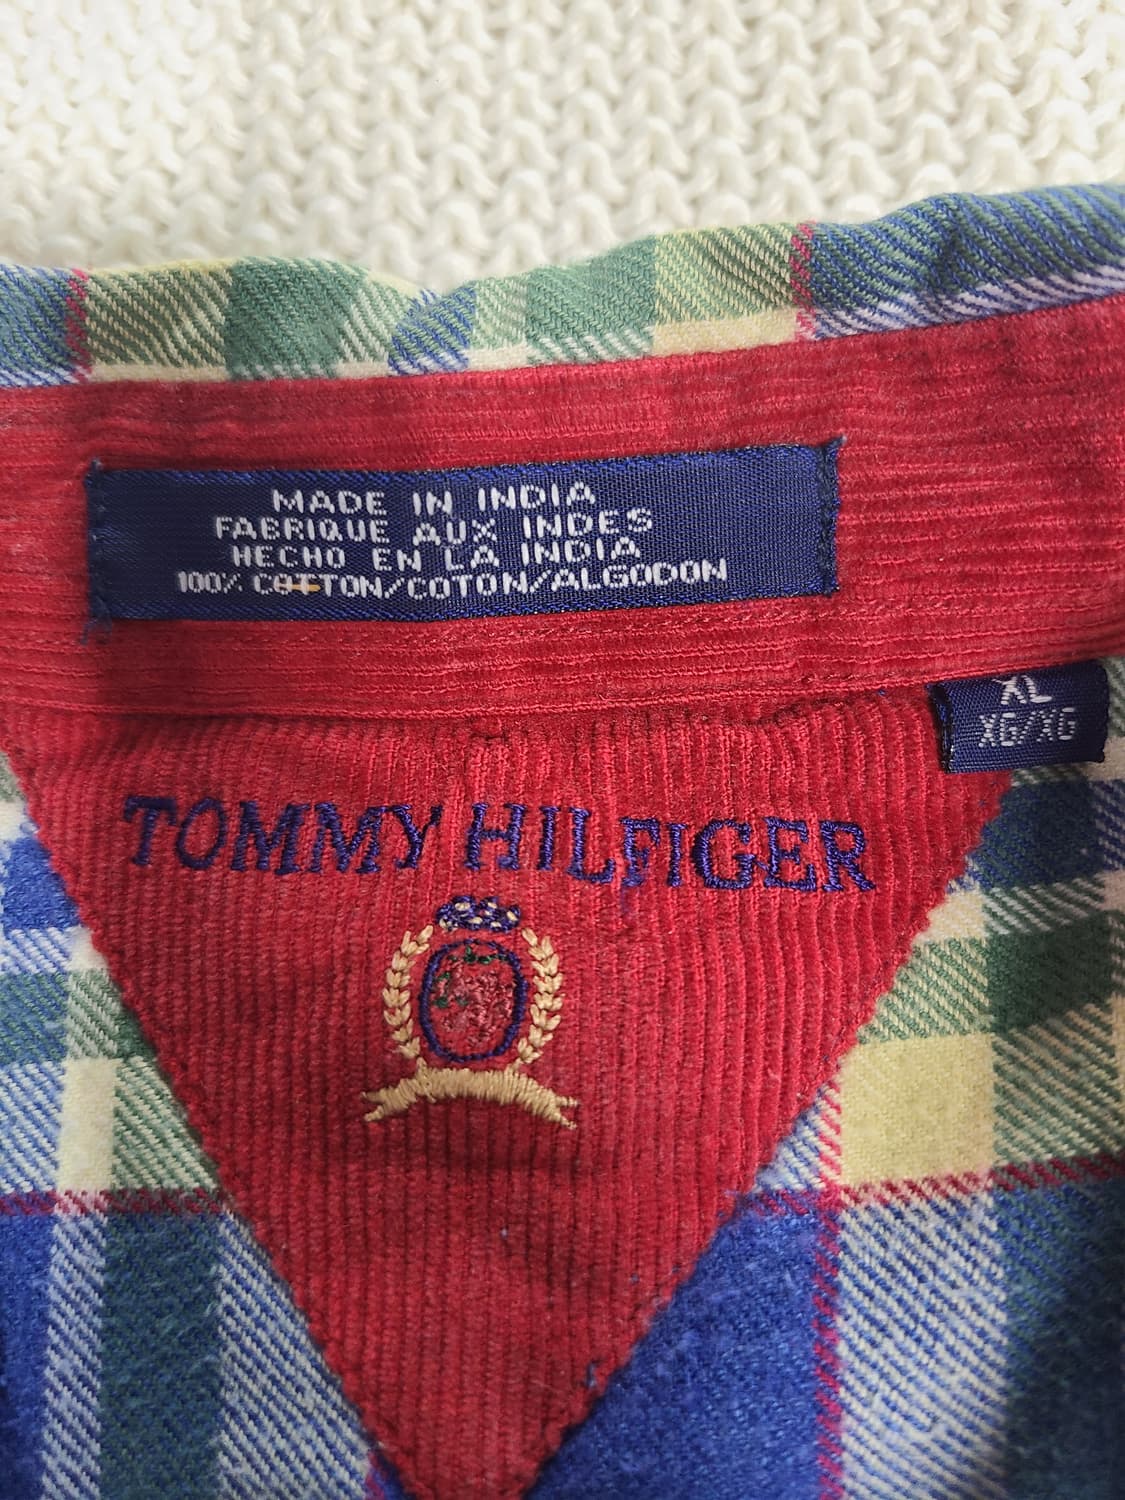 MADE IN INDIA
FABRIQUE AUX INDES
HECHO EN LA INDIA
100% COTTON/COTON/ALGODON
XL
XG/XG
TOMMY HILFIGER